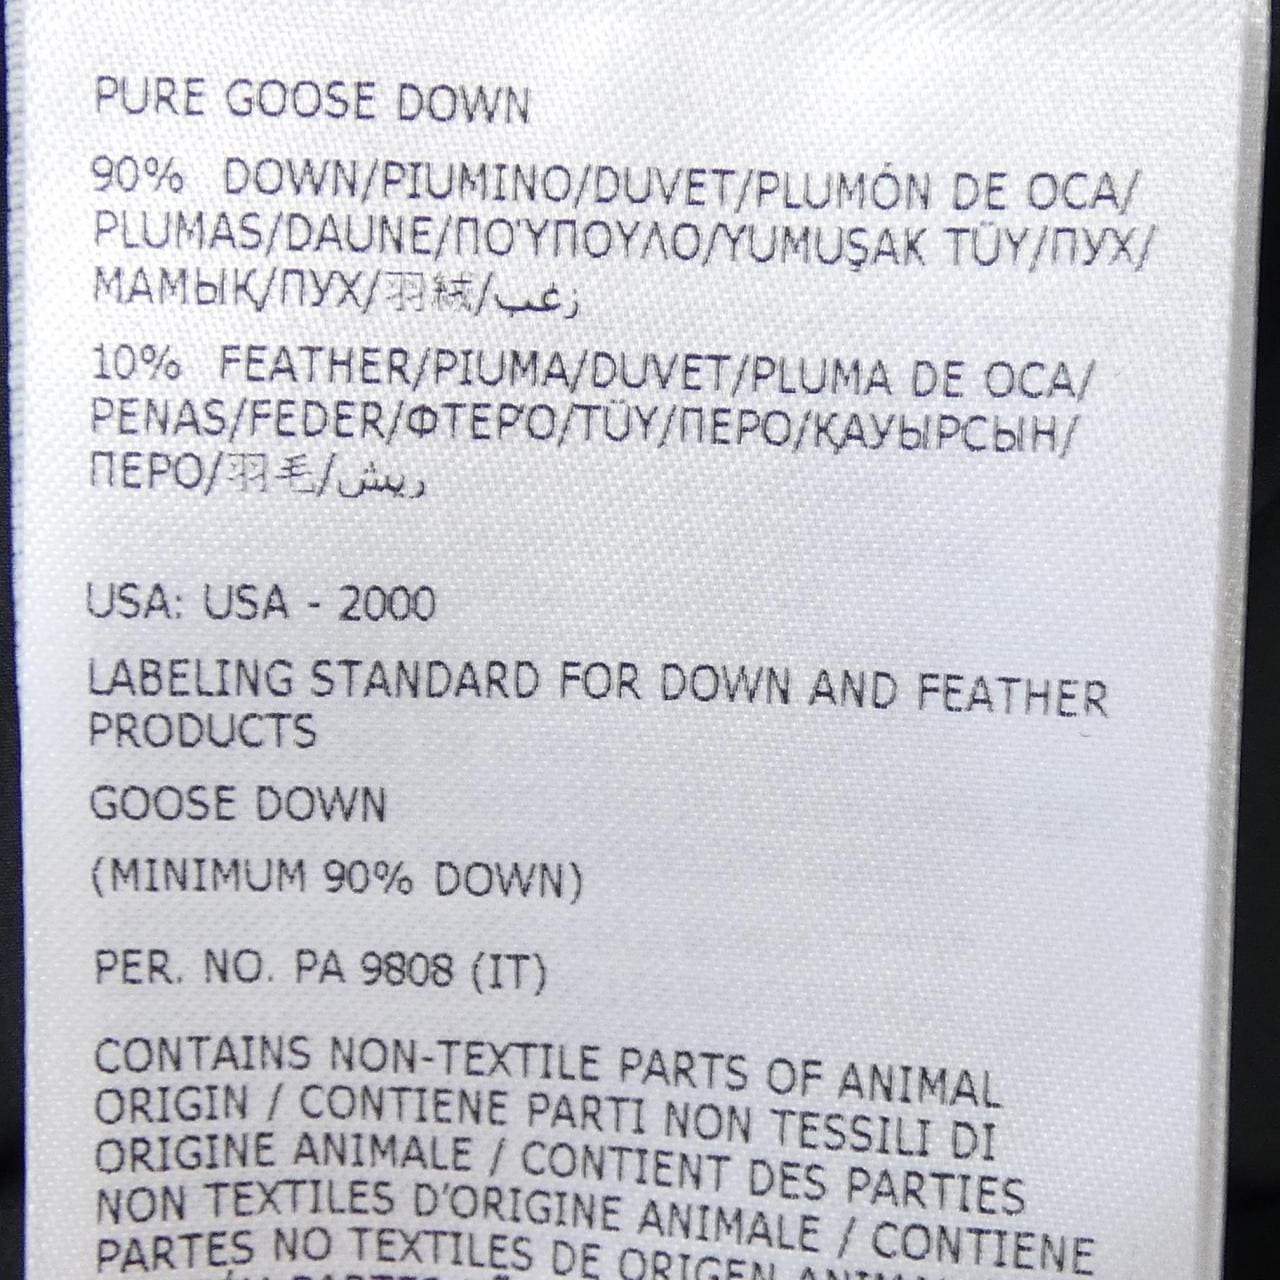 PURE GOOSE DOWN
90% DOWN/PIUMINO/DUVET/PLUMÓN DE OCA/
PLUMAS/DAUNE/ΠΟΎΠΟΥΛΟ/YUMUŞAK TÜY/ПУХ/
МАМЫҚ/ПУХ/羽絨/زغب
10% FEATHER/PIUMA/DUVET/PLUMA DE OCA/
PENAS/FEDER/ΦΤΕΡΌ/TÜY/ПЕРО/ҚАУЫРСЫН/
ПЕРО/羽毛/ريش
USA: USA - 2000
LABELING STANDARD FOR DOWN AND FEATHER
PRODUCTS
GOOSE DOWN
(MINIMUM 90% DOWN)
PER. NO. PA 9808 (IT)
CONTAINS NON-TEXTILE PARTS OF ANIMAL
ORIGIN / CONTIENE PARTI NON TESSILI DI
ORIGINE ANIMALE / CONTIENT DES PARTIES
NON TEXTILES D'ORIGINE ANIMALE / CONTIENE
PARTES NO TEXTILES DE ORIGEN